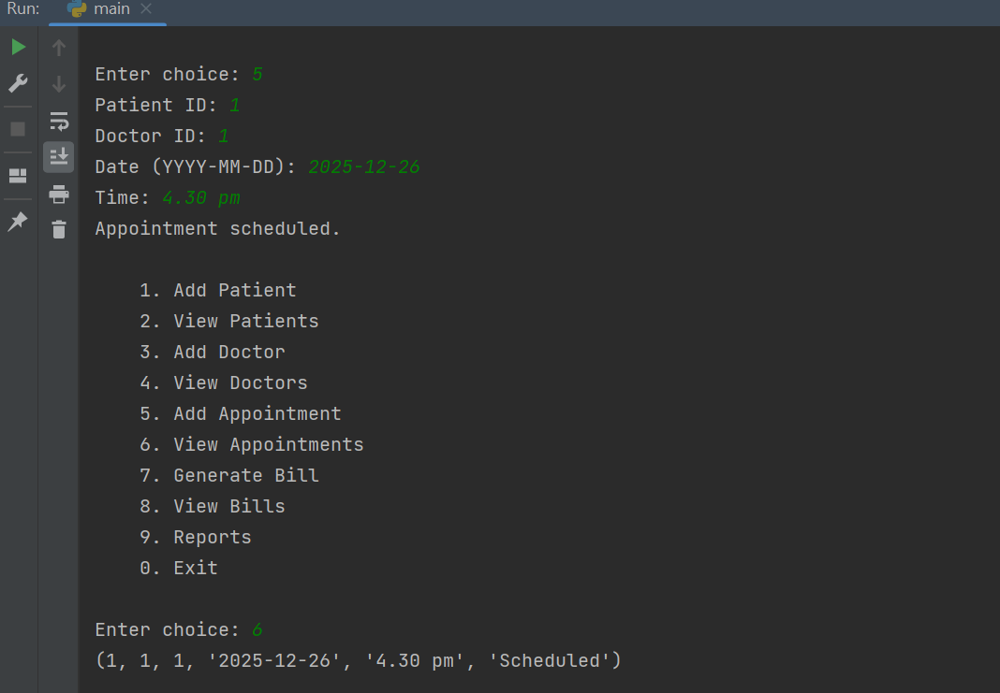 Run: main
Enter choice: 5
Patient ID: 1
Doctor ID: 1
Date (YYYY-MM-DD): 2025-12-26
Time: 4.30 pm
Appointment scheduled.
1. Add Patient
2. View Patients
3. Add Doctor
4. View Doctors
5. Add Appointment
6. View Appointments
7. Generate Bill
8. View Bills
9. Reports
0. Exit
Enter choice: 6
(1, 1, 1, '2025-12-26', '4.30 pm', 'Scheduled')